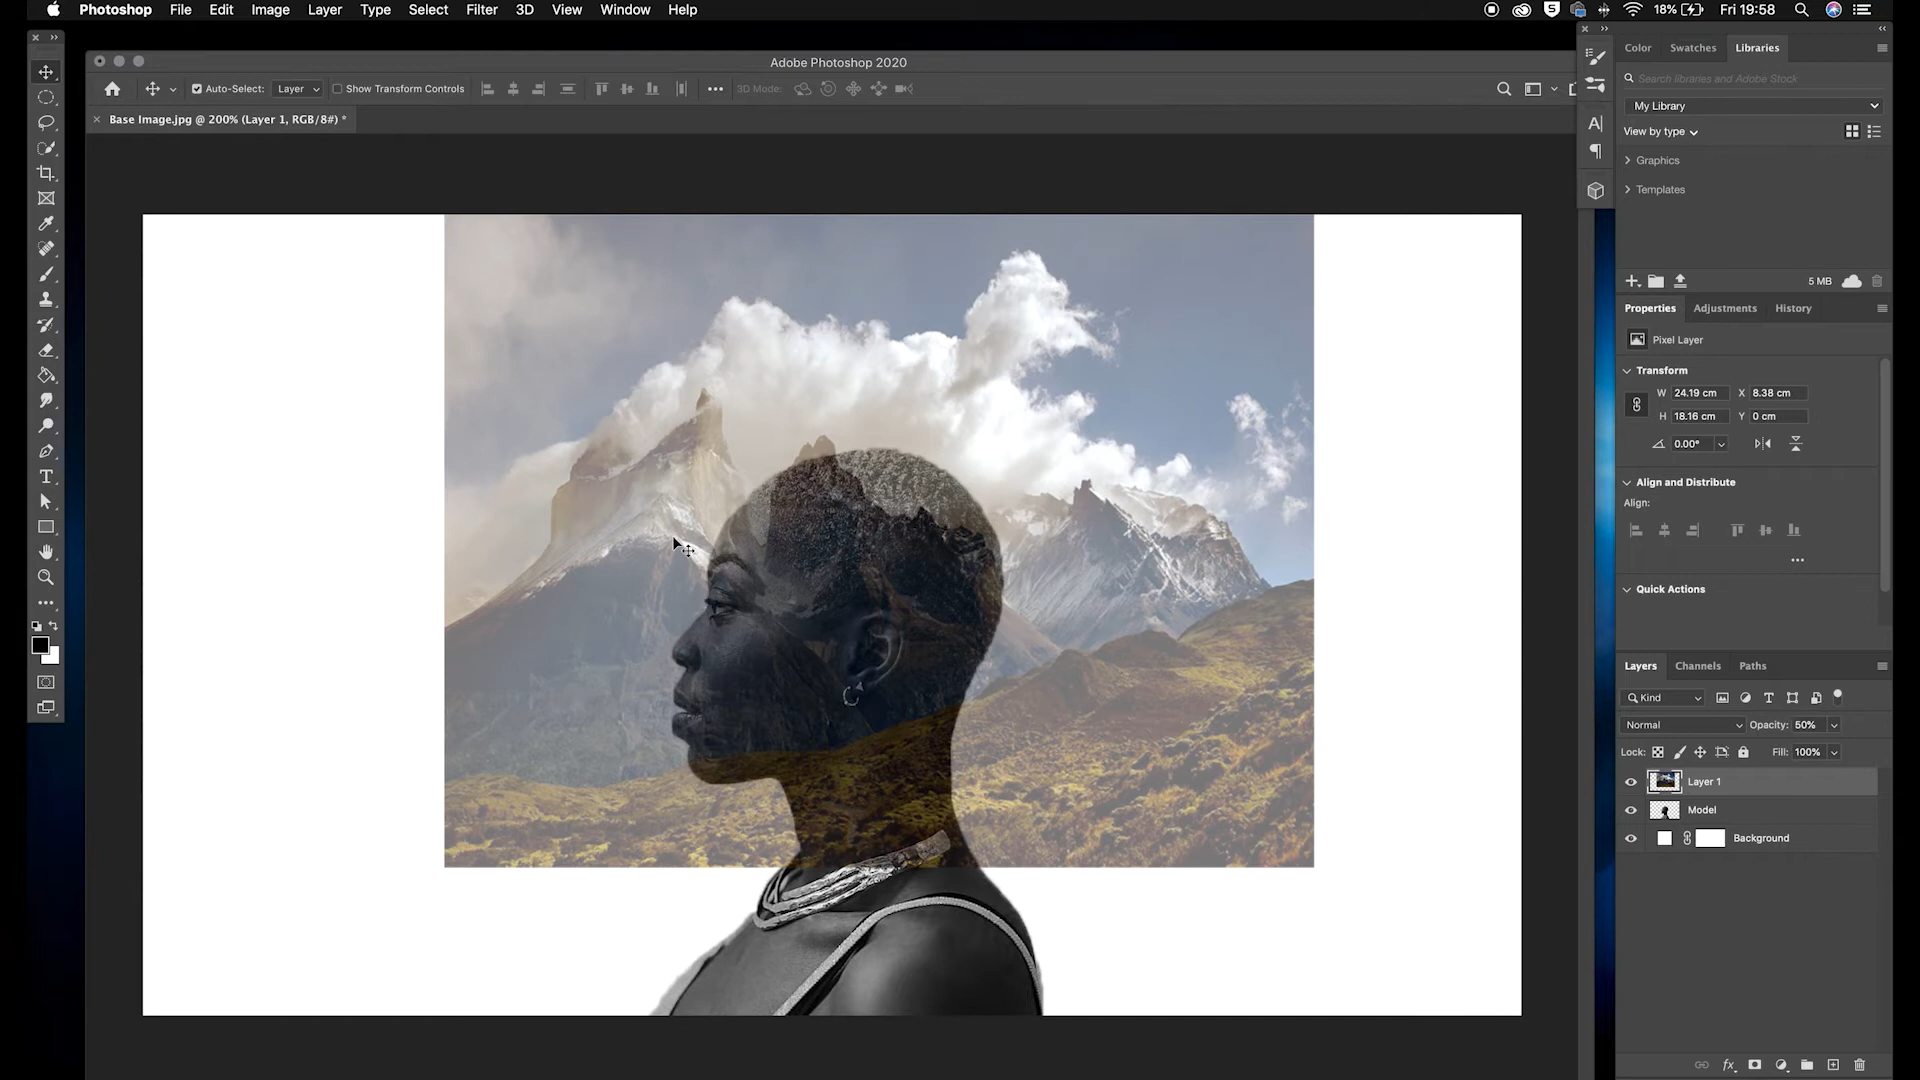 Photoshop File Edit Image Layer Type Select Filter 3D View Window Help
18% Fri 19:58
Adobe Photoshop 2020
Auto-Select: Layer Show Transform Controls 3D Mode:
Base Image.jpg @ 200% (Layer 1, RGB/8#) *
Color Swatches Libraries
Search libraries and Adobe Stock
My Library
View by type
Graphics
Templates
5 MB
Properties Adjustments History
Pixel Layer
Transform
W 24.19 cm X 8.38 cm
H 18.16 cm Y 0 cm
0.00°
Align and Distribute
Align:
Quick Actions
Layers Channels Paths
Kind
Normal Opacity: 50%
Lock: Fill: 100%
Layer 1
Model
Background